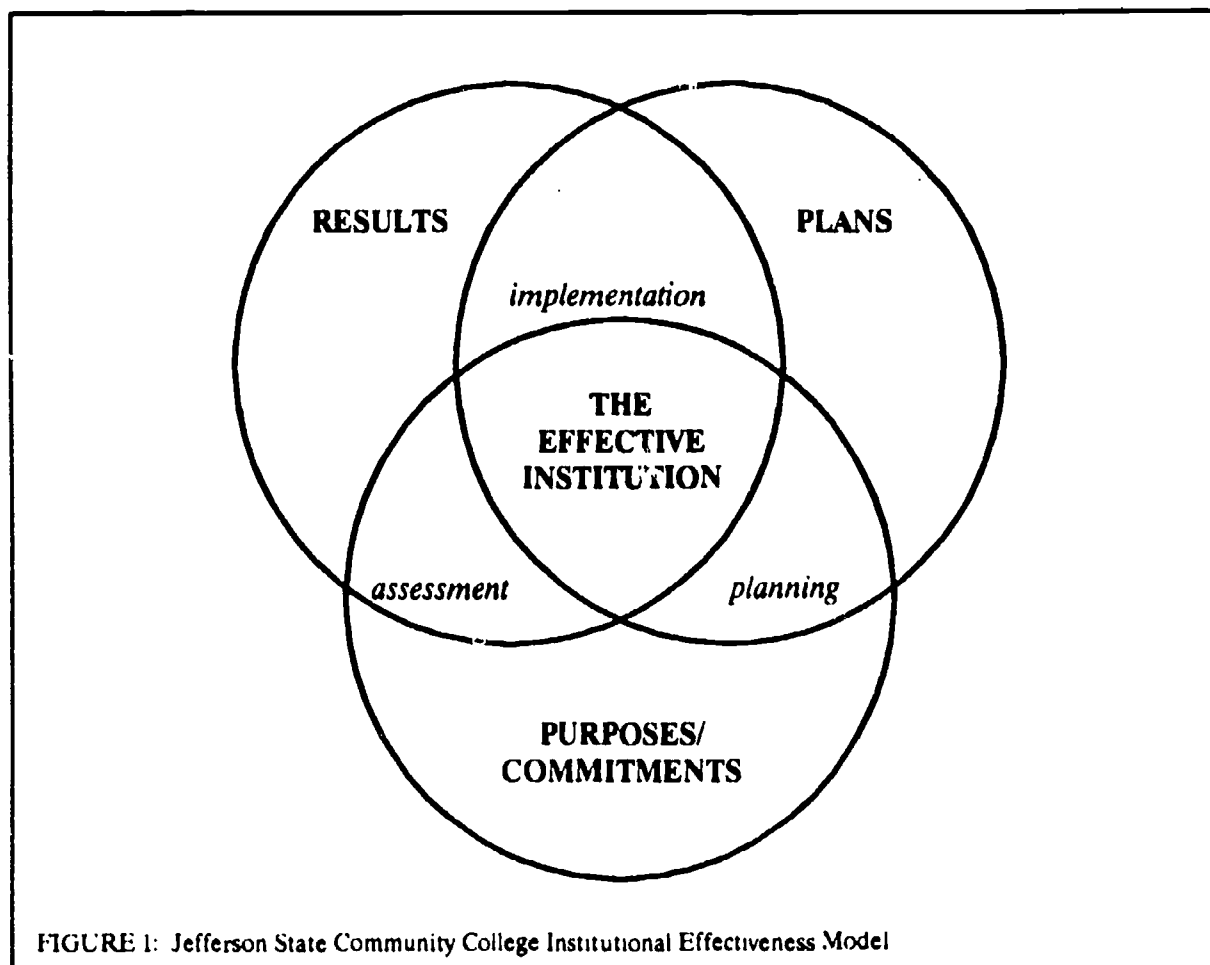 RESULTS
PLANS
implementation
THE
EFFECTIVE
INSTITUTION
assessment
planning
PURPOSES/
COMMITMENTS
FIGURE 1: Jefferson State Community College Institutional Effectiveness Model